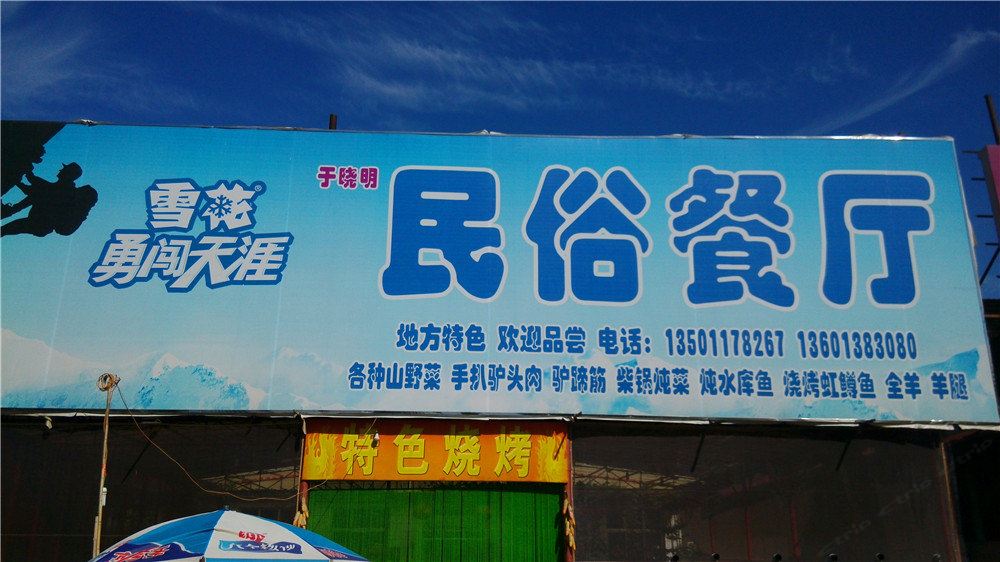 雪花®
勇闯天涯
于晓明
民俗餐厅
地方特色 欢迎品尝 电话：13501178267 13601383080
各种山野菜 手扒驴头肉 驴蹄筋 柴锅炖菜 炖水库鱼 烧烤虹鳟鱼 全羊 羊腿
特色烧烤